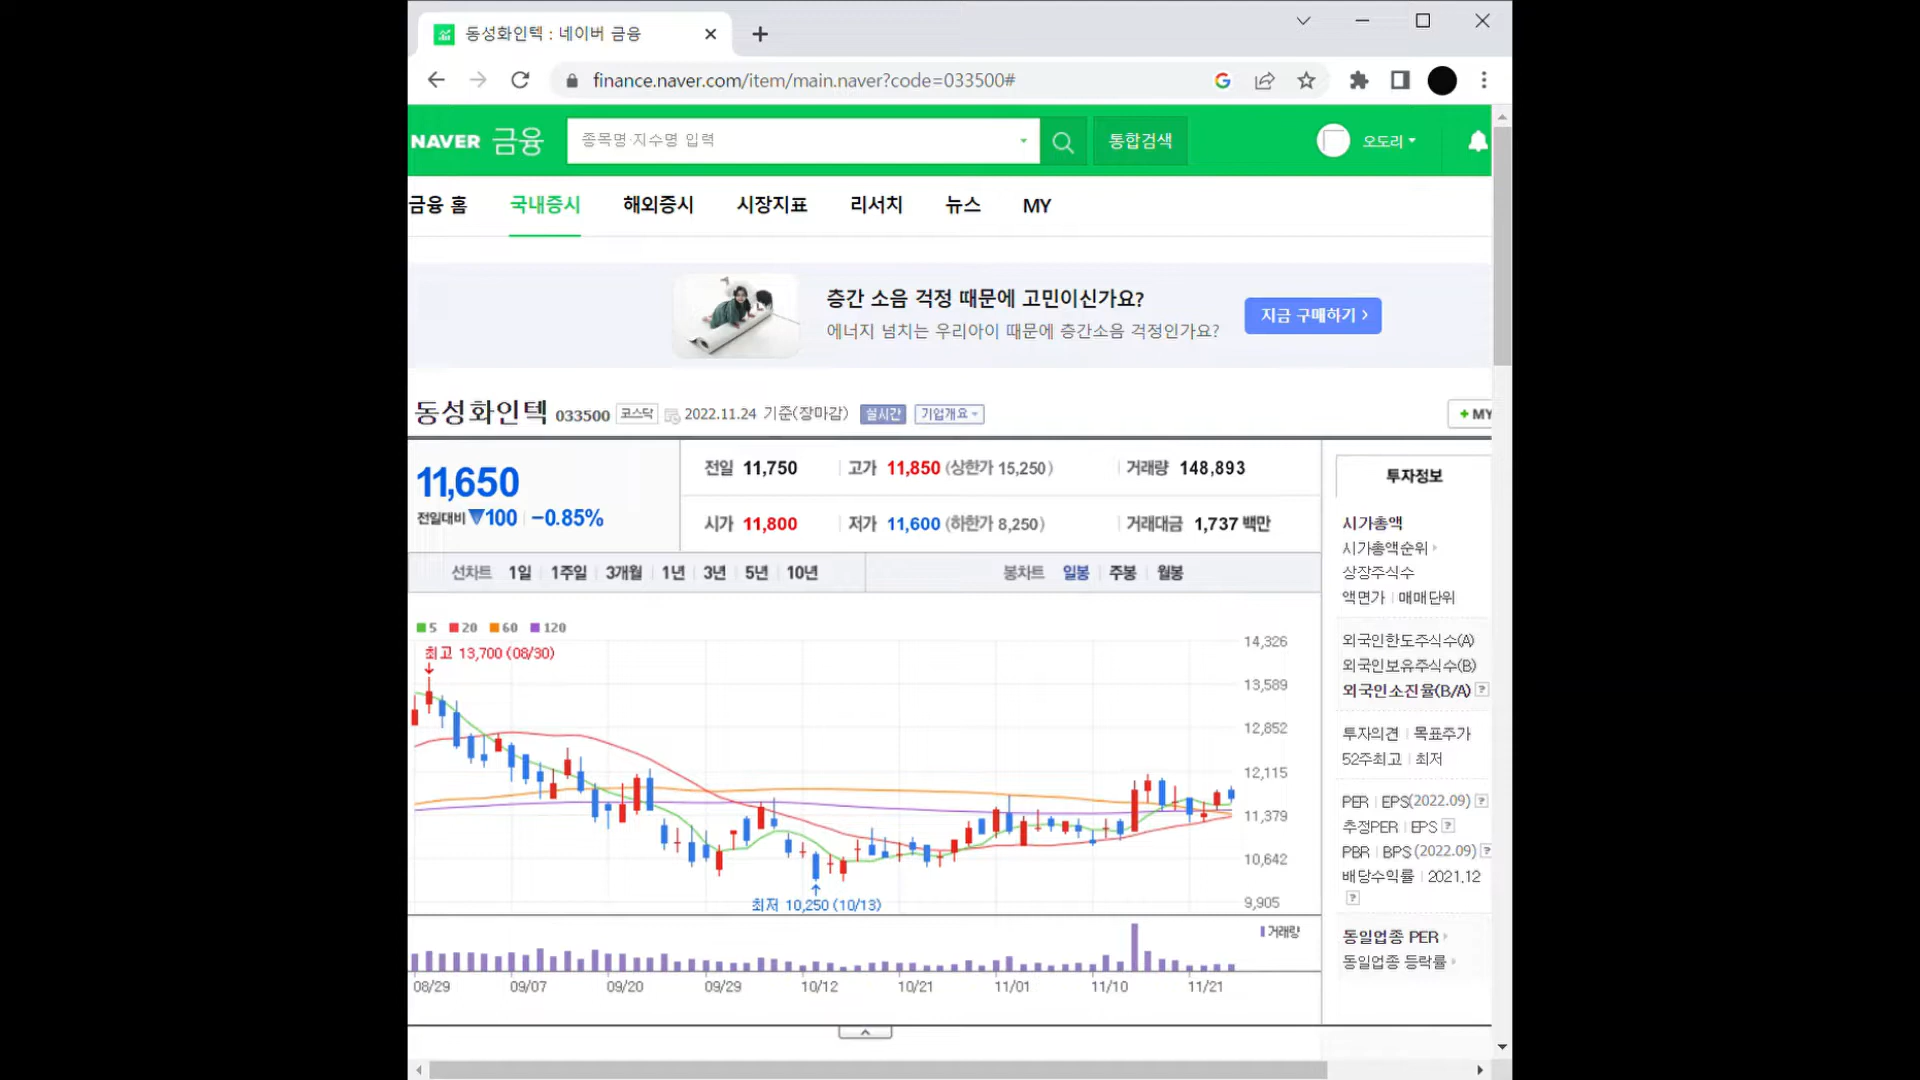 동성화인텍 : 네이버 금융
finance.naver.com/item/main.naver?code=033500#
NAVER 금융
종목명·지수명 입력
통합검색
오도리
금융 홈 국내증시 해외증시 시장지표 리서치 뉴스 MY
층간 소음 걱정 때문에 고민이신가요?
에너지 넘치는 우리아이 때문에 층간소음 걱정인가요?
지금 구매하기 >
동성화인텍 033500 코스닥 2022.11.24 기준(장마감) 실시간 기업개요
+ MY
11,650
전일대비 ▼100 −0.85%
전일 11,750 고가 11,850 (상한가 15,250) 거래량 148,893
시가 11,800 저가 11,600 (하한가 8,250) 거래대금 1,737 백만
선차트 1일 1주일 3개월 1년 3년 5년 10년
봉차트 일봉 주봉 월봉
5 20 60 120
최고 13,700 (08/30)
14,326
13,589
12,852
12,115
11,379
10,642
9,905
최저 10,250 (10/13)
거래량
08/29 09/07 09/20 09/29 10/12 10/21 11/01 11/10 11/21
투자정보
시가총액
시가총액순위
상장주식수
액면가 | 매매단위
외국인한도주식수(A)
외국인보유주식수(B)
외국인소진율(B/A) ?
투자의견 | 목표주가
52주최고 | 최저
PER | EPS(2022.09) ?
추정PER | EPS ?
PBR | BPS(2022.09) ?
배당수익률 | 2021.12
?
동일업종 PER
동일업종 등락률